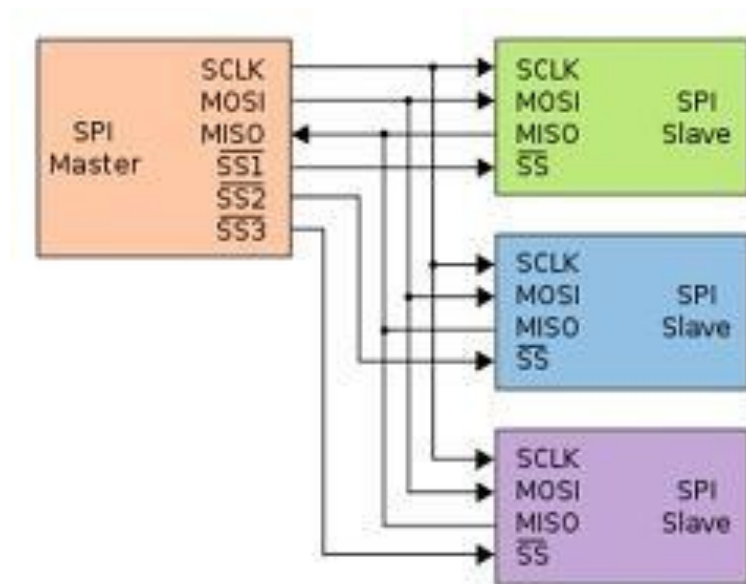 SPI
Master
SCLK
MOSI
MISO
SS1
SS2
SS3
SCLK
MOSI
MISO
SS
SPI
Slave
SCLK
MOSI
MISO
SS
SPI
Slave
SCLK
MOSI
MISO
SS
SPI
Slave